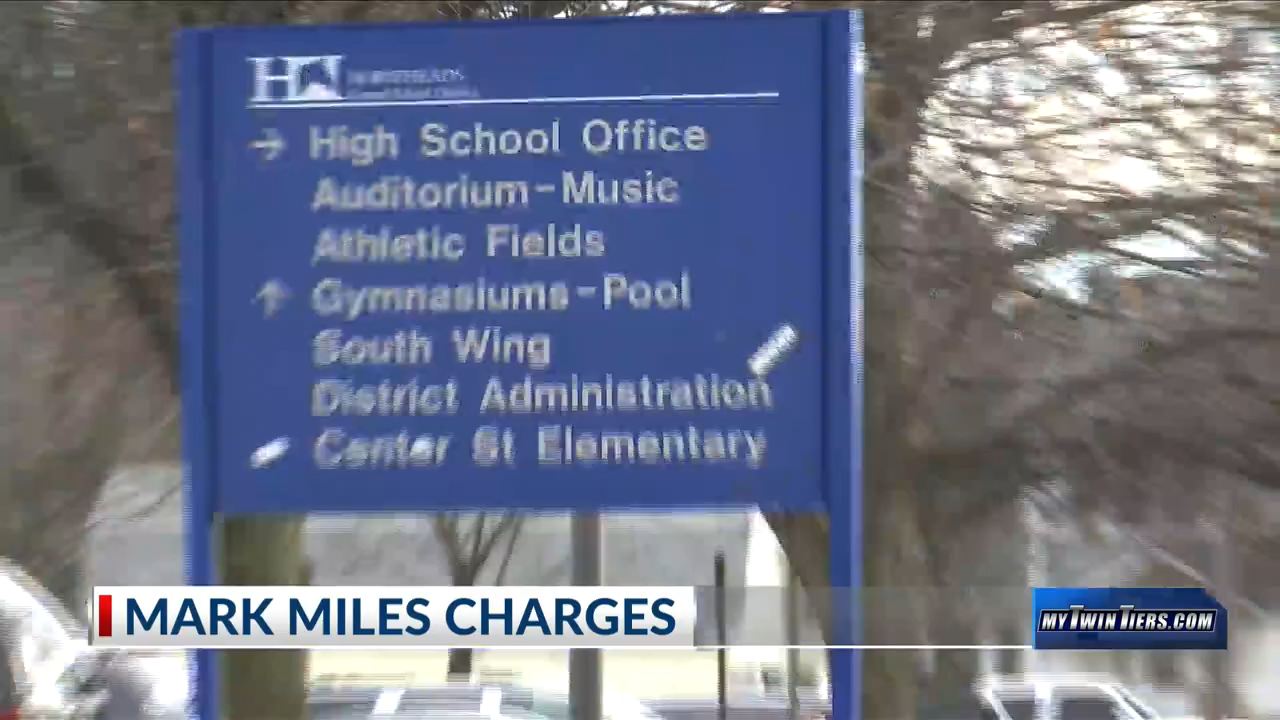 HORSEHEADS
→ High School Office
Auditorium-Music
Athletic Fields
↑ Gymnasiums-Pool
South Wing
District Administration
Center St Elementary
MARK MILES CHARGES
MYTWINTIERS.COM